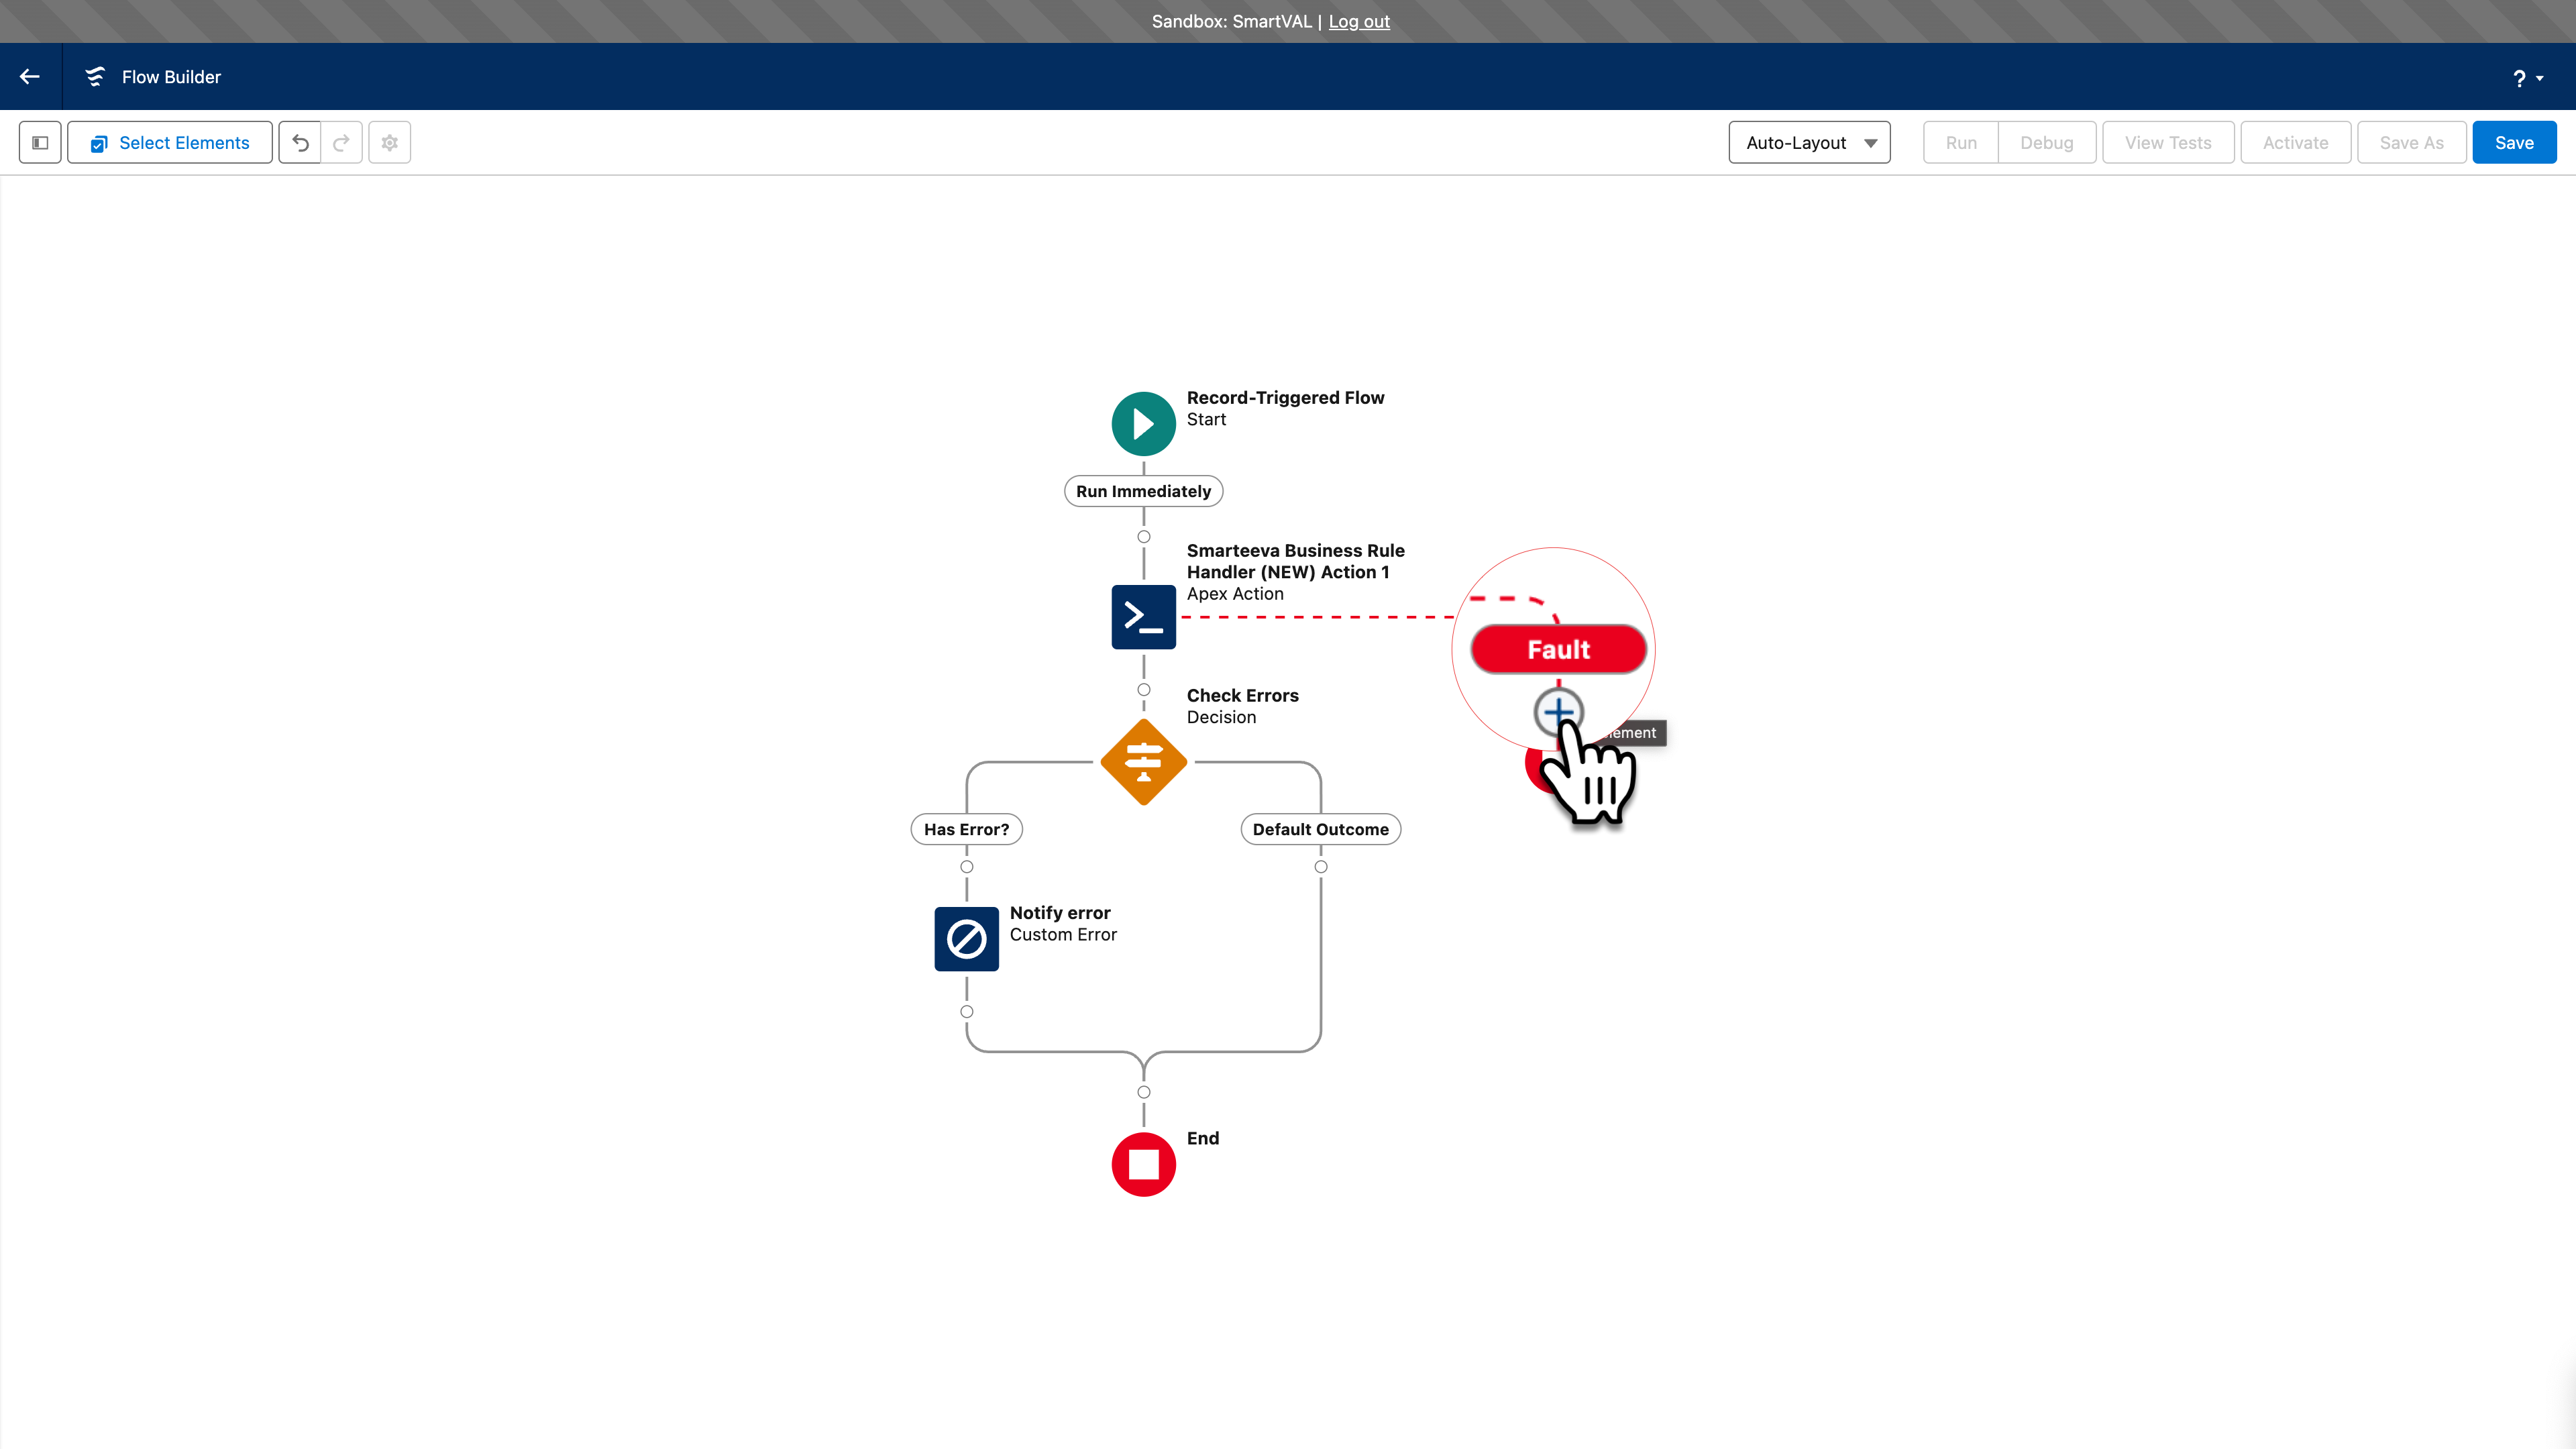 Sandbox: SmartVAL | Log out
Flow Builder
?
Select Elements
Auto-Layout
Run
Debug
View Tests
Activate
Save As
Save
Record-Triggered Flow
Start
Run Immediately
Smarteeva Business Rule
Handler (NEW) Action 1
Apex Action
Fault
Check Errors
Decision
Has Error?
Default Outcome
Notify error
Custom Error
End